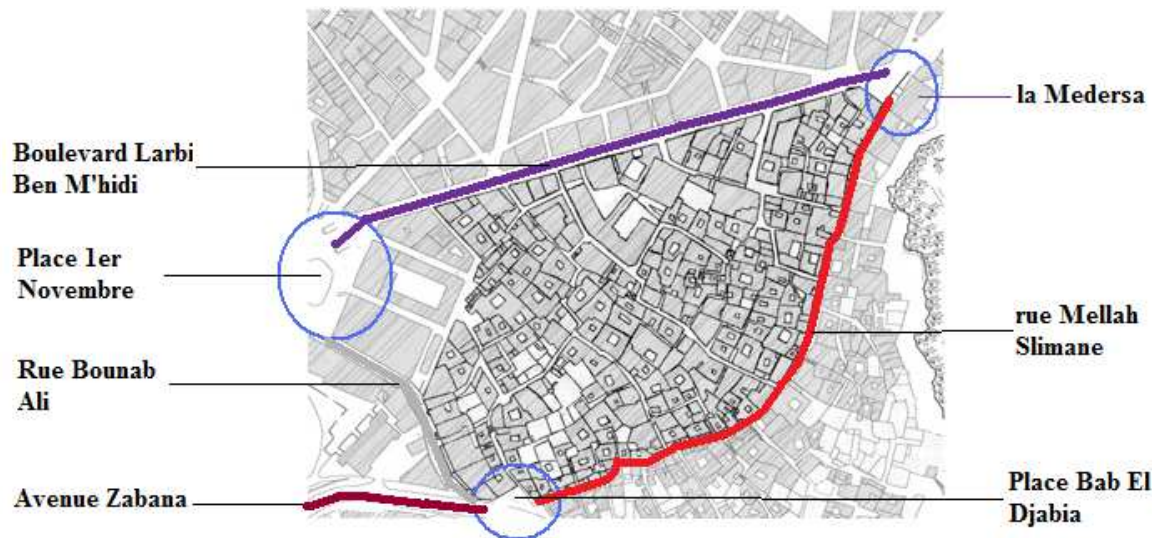 Boulevard Larbi
Ben M'hidi
Place 1er
Novembre
Rue Bounab
Ali
Avenue Zabana
la Medersa
rue Mellah
Slimane
Place Bab El
Djabia